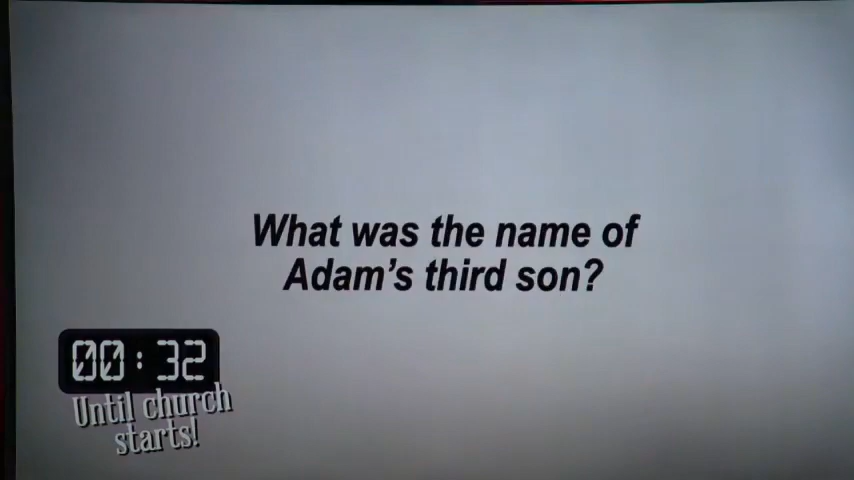 What was the name of
Adam's third son?
00:32
Until church
starts!